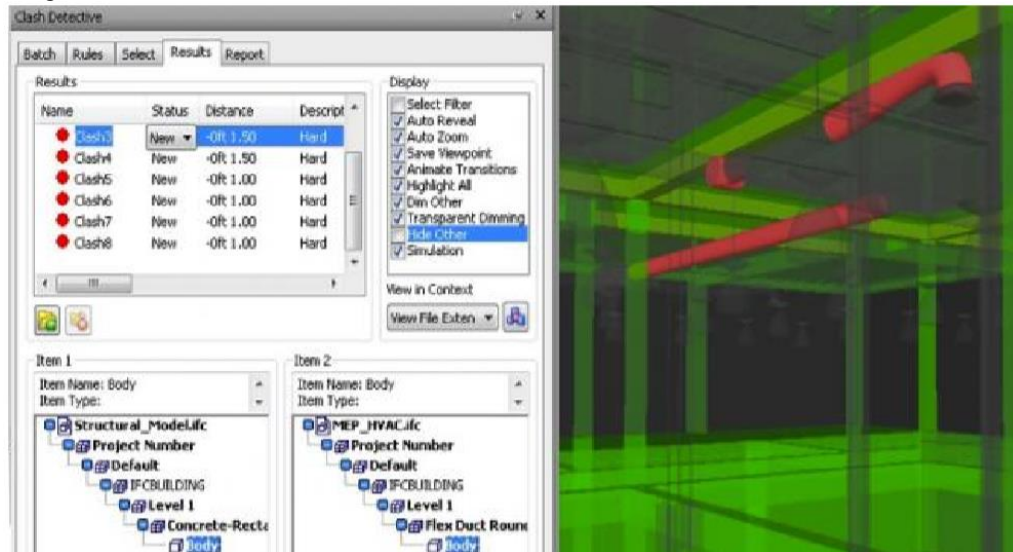 Clash Detective
Batch Rules Select Results Report
Results
Name Status Distance Descript
Clash3 New -0ft 1.50 Hard
Clash4 New -0ft 1.50 Hard
Clash5 New -0ft 1.00 Hard
Clash6 New -0ft 1.00 Hard
Clash7 New -0ft 1.00 Hard
Clash8 New -0ft 1.00 Hard
Display
Select Filter
Auto Reveal
Auto Zoom
Save Viewpoint
Animate Transitions
Highlight All
Dim Other
Transparent Dimming
Hide Other
Simulation
View in Context
View File Exten
Item 1
Item Name: Body
Item Type:
Structural_Model.ifc
Project Number
Default
IFCBUILDING
Level 1
Concrete-Recta
Body
Item 2
Item Name: Body
Item Type:
MEP_HVAC.ifc
Project Number
Default
IFCBUILDING
Level 1
Flex Duct Roun
Body